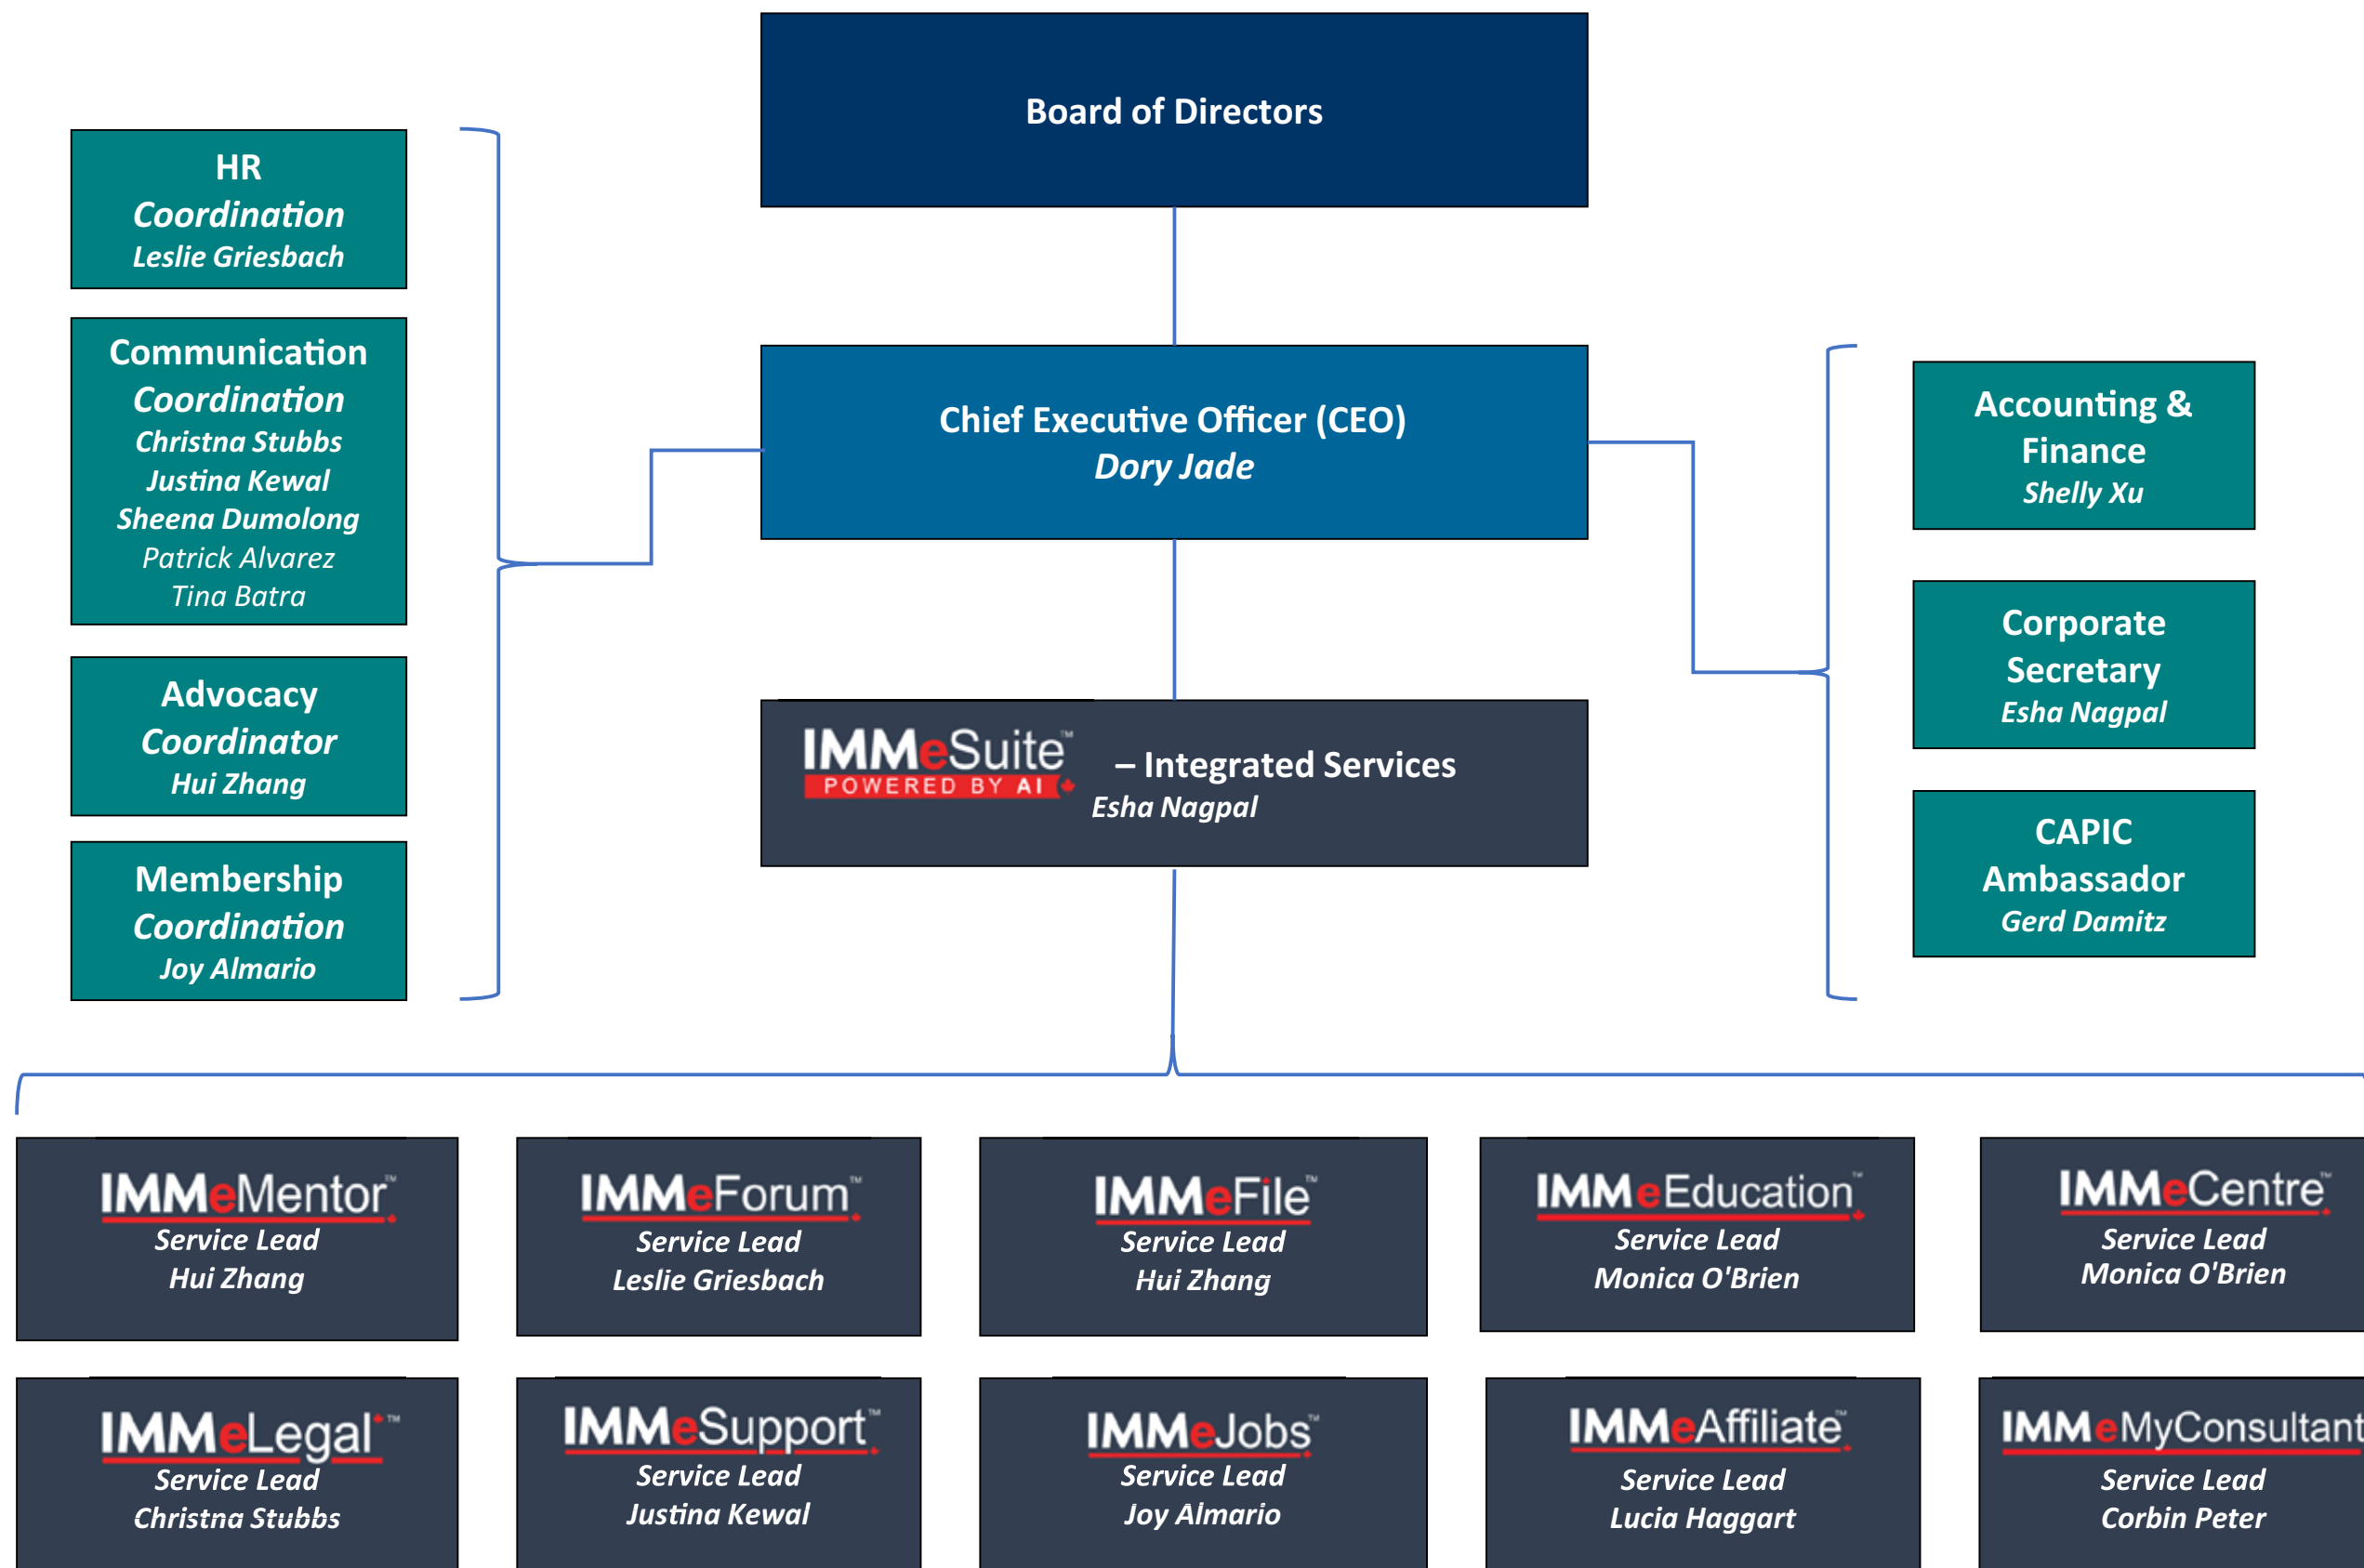 Board of Directors
HR
Coordination
Leslie Griesbach
Communication
Coordination
Christna Stubbs
Justina Kewal
Sheena Dumolong
Patrick Alvarez
Tina Batra
Advocacy
Coordinator
Hui Zhang
Membership
Coordination
Joy Almario
Chief Executive Officer (CEO)
Dory Jade
Accounting &
Finance
Shelly Xu
Corporate
Secretary
Esha Nagpal
CAPIC
Ambassador
Gerd Damitz
IMMeSuite™
POWERED BY AI
– Integrated Services
Esha Nagpal
IMMeMentor™
Service Lead
Hui Zhang
IMMeForum™
Service Lead
Leslie Griesbach
IMMeFile™
Service Lead
Hui Zhang
IMMeEducation™
Service Lead
Monica O'Brien
IMMeCentre™
Service Lead
Monica O'Brien
IMMeLegal™
Service Lead
Christna Stubbs
IMMeSupport™
Service Lead
Justina Kewal
IMMeJobs™
Service Lead
Joy Almario
IMMeAffiliate™
Service Lead
Lucia Haggart
IMMeMyConsultant
Service Lead
Corbin Peter